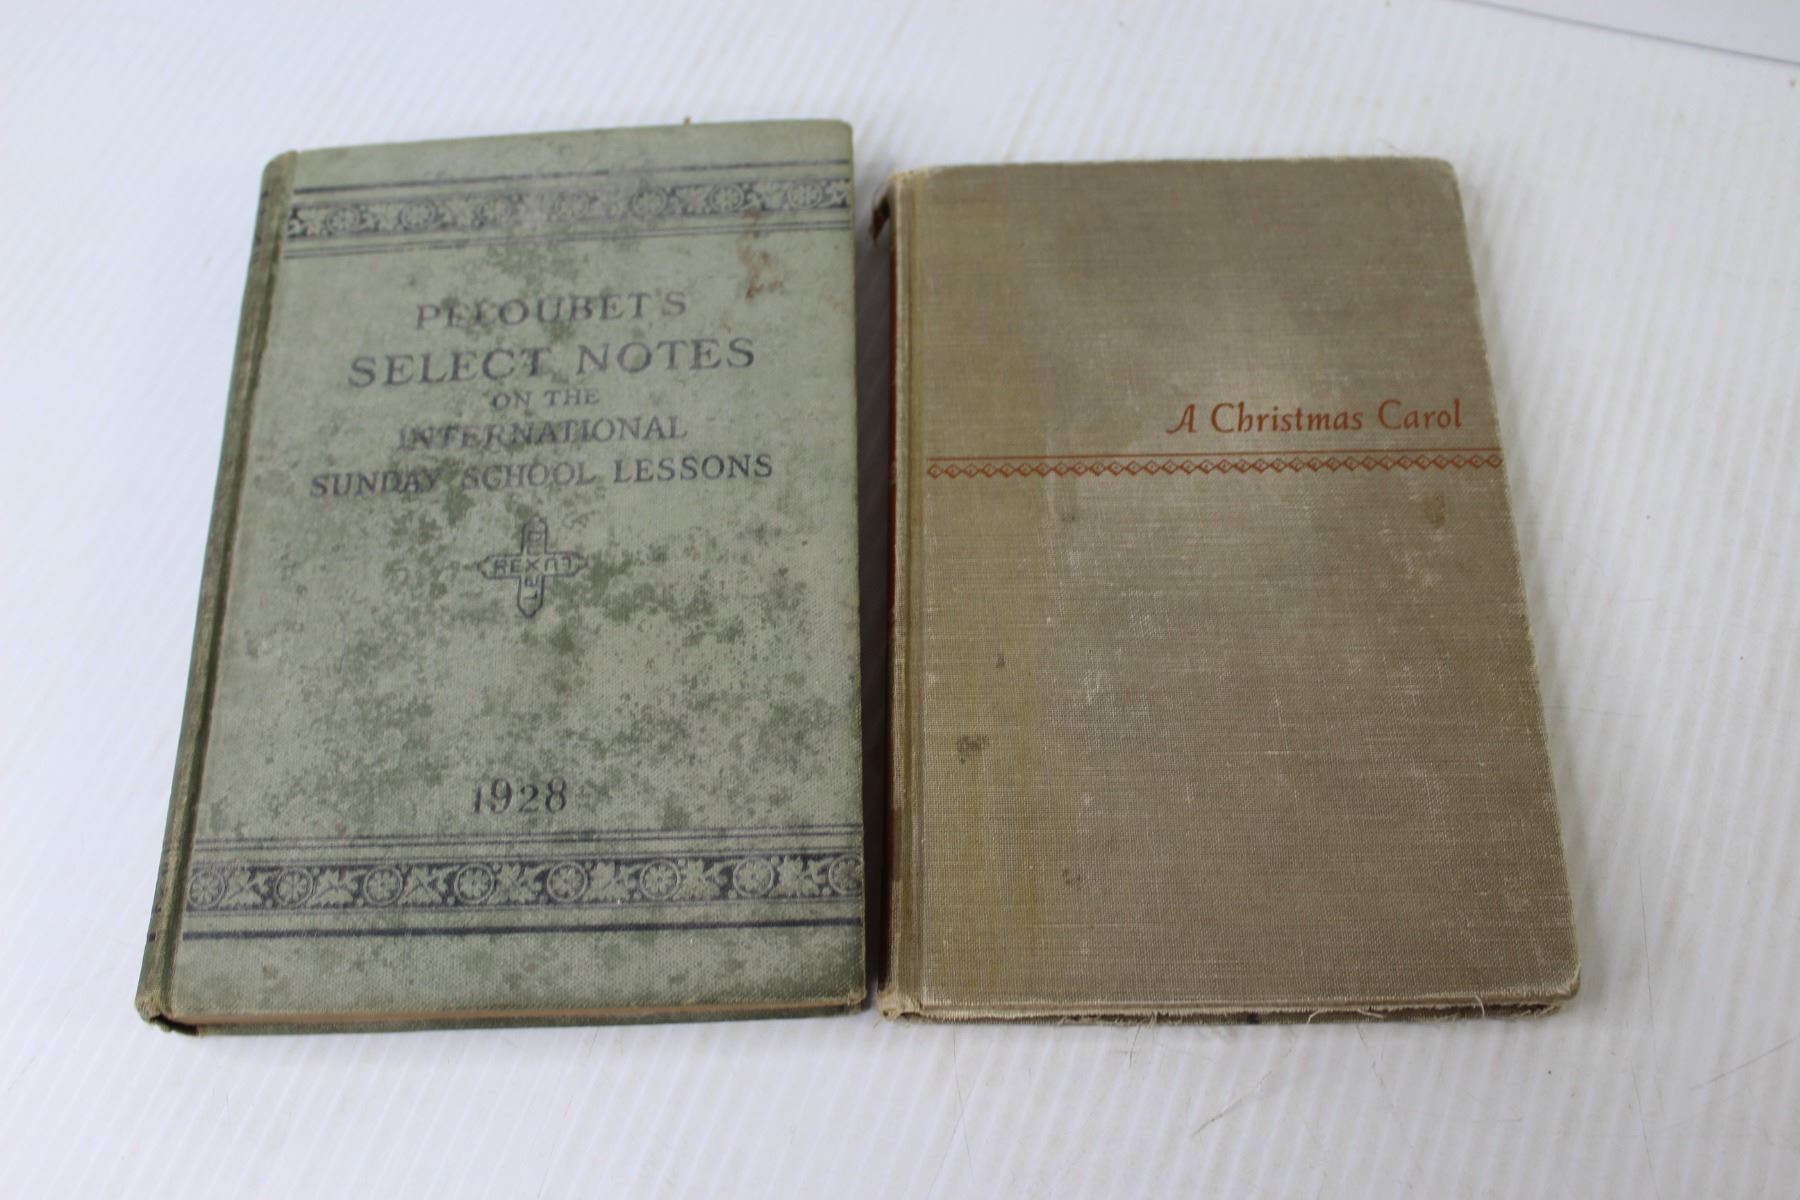 PELOUBET'S
SELECT NOTES
ON THE
INTERNATIONAL
SUNDAY SCHOOL LESSONS
1928
A Christmas Carol